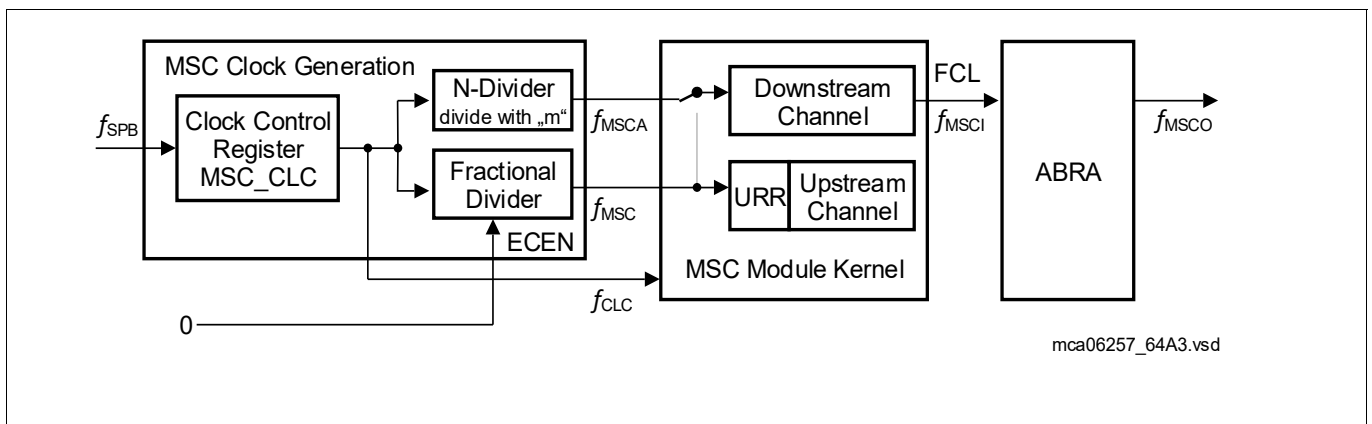 MSC Clock Generation
fSPB
Clock Control
Register
MSC_CLC
N-Divider
divide with „m“
Fractional
Divider
ECEN
fMSCA
fMSC
fCLC
0
Downstream
Channel
URR
Upstream
Channel
MSC Module Kernel
FCL
fMSCI
ABRA
fMSCO
mca06257_64A3.vsd